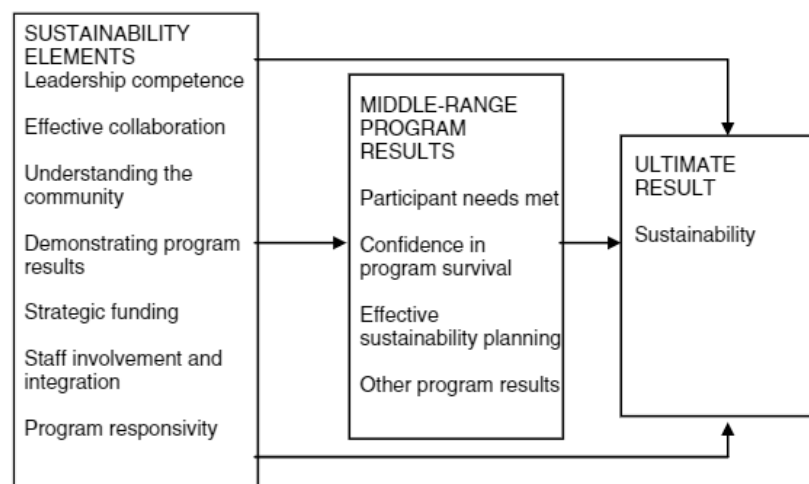 SUSTAINABILITY
ELEMENTS
Leadership competence
Effective collaboration
Understanding the
community
Demonstrating program
results
Strategic funding
Staff involvement and
integration
Program responsivity
MIDDLE-RANGE
PROGRAM
RESULTS
Participant needs met
Confidence in
program survival
Effective
sustainability planning
Other program results
ULTIMATE
RESULT
Sustainability